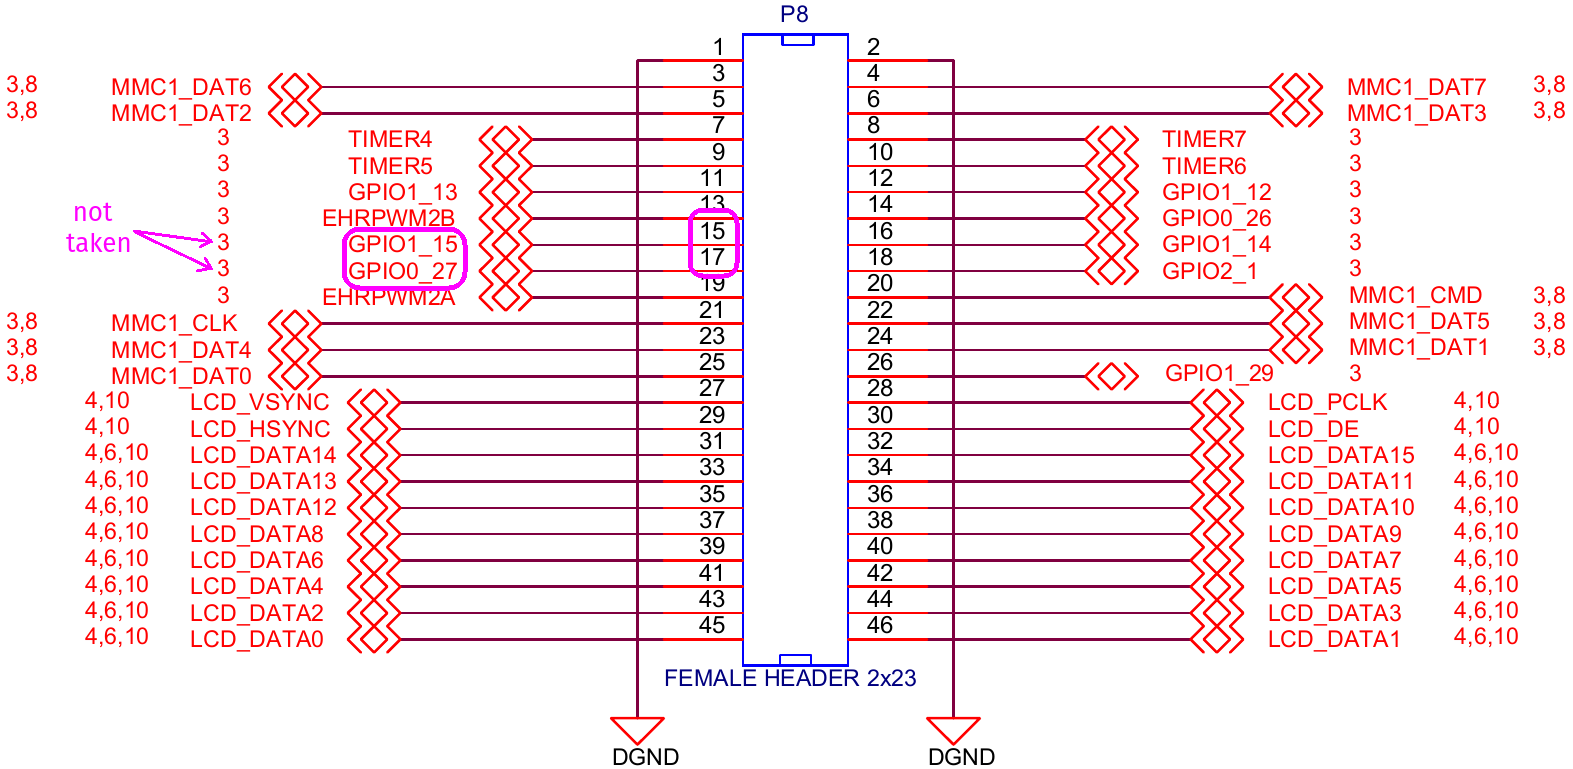 P8
1 2
3,8 MMC1_DAT6 3 4 MMC1_DAT7 3,8
3,8 MMC1_DAT2 5 6 MMC1_DAT3 3,8
3 TIMER4 7 8 TIMER7 3
3 TIMER5 9 10 TIMER6 3
3 GPIO1_13 11 12 GPIO1_12 3
3 EHRPWM2B 13 14 GPIO0_26 3
not
taken
3 GPIO1_15 15 16 GPIO1_14 3
3 GPIO0_27 17 18 GPIO2_1 3
3 EHRPWM2A 19 20 MMC1_CMD 3,8
3,8 MMC1_CLK 21 22 MMC1_DAT5 3,8
3,8 MMC1_DAT4 23 24 MMC1_DAT1 3,8
3,8 MMC1_DAT0 25 26 GPIO1_29 3
4,10 LCD_VSYNC 27 28 LCD_PCLK 4,10
4,10 LCD_HSYNC 29 30 LCD_DE 4,10
4,6,10 LCD_DATA14 31 32 LCD_DATA15 4,6,10
4,6,10 LCD_DATA13 33 34 LCD_DATA11 4,6,10
4,6,10 LCD_DATA12 35 36 LCD_DATA10 4,6,10
4,6,10 LCD_DATA8 37 38 LCD_DATA9 4,6,10
4,6,10 LCD_DATA6 39 40 LCD_DATA7 4,6,10
4,6,10 LCD_DATA4 41 42 LCD_DATA5 4,6,10
4,6,10 LCD_DATA2 43 44 LCD_DATA3 4,6,10
4,6,10 LCD_DATA0 45 46 LCD_DATA1 4,6,10
FEMALE HEADER 2x23
DGND DGND